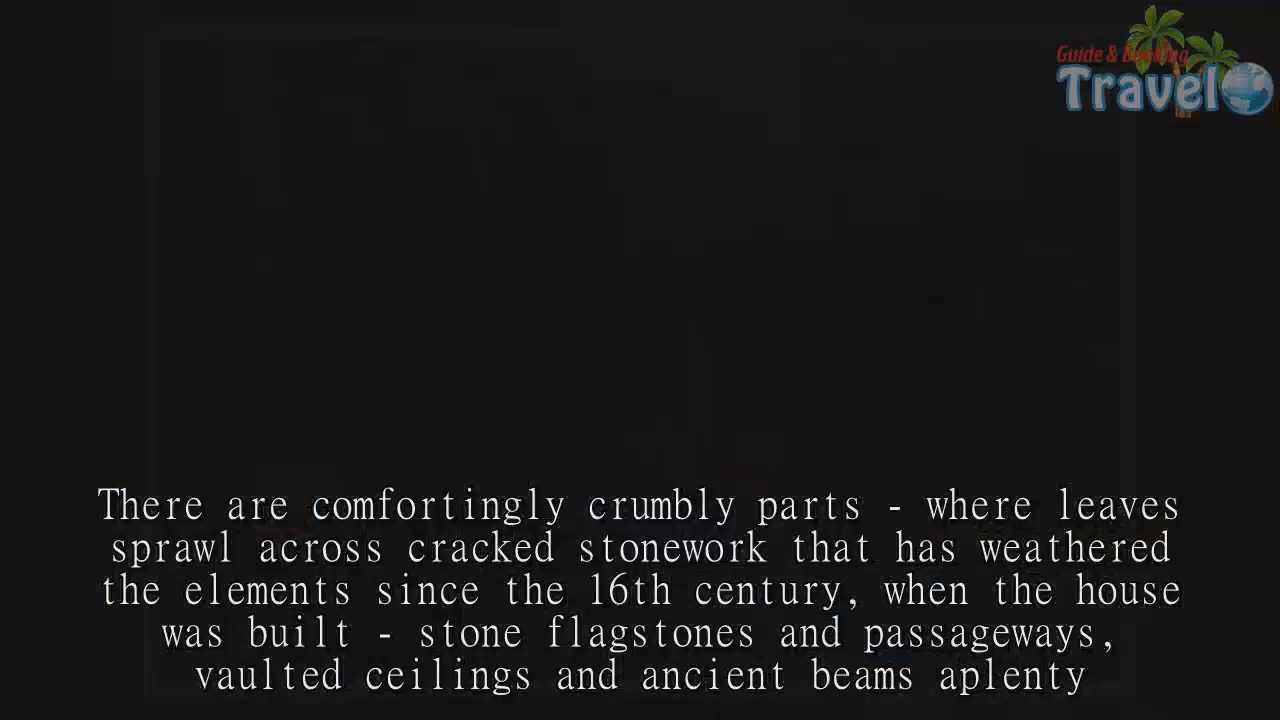 Guide & Booking
Travel
There are comfortingly crumbly parts - where leaves
sprawl across cracked stonework that has weathered
the elements since the 16th century, when the house
was built - stone flagstones and passageways,
vaulted ceilings and ancient beams aplenty